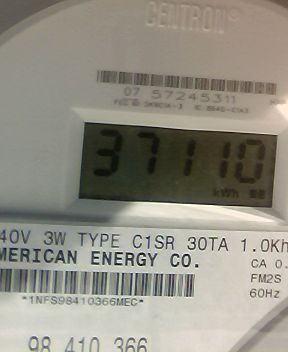 CENTRON®
07 57245311
37110
kWh
40V 3W TYPE C1SR 30TA 1.0Kh
MERICAN ENERGY CO.
CA 0.
FM2S
60Hz
*1NFS98410366MEC*
98 410 366